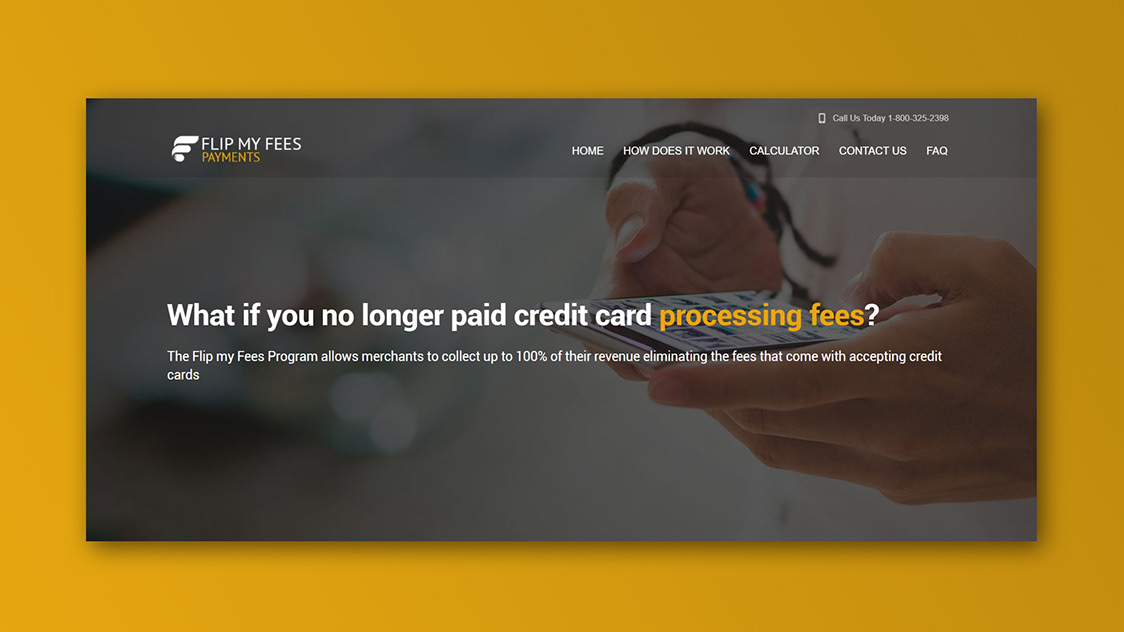 Call Us Today 1-800-325-2398
FLIP MY FEES
PAYMENTS
HOME HOW DOES IT WORK CALCULATOR CONTACT US FAQ
What if you no longer paid credit card processing fees?
The Flip my Fees Program allows merchants to collect up to 100% of their revenue eliminating the fees that come with accepting credit
cards